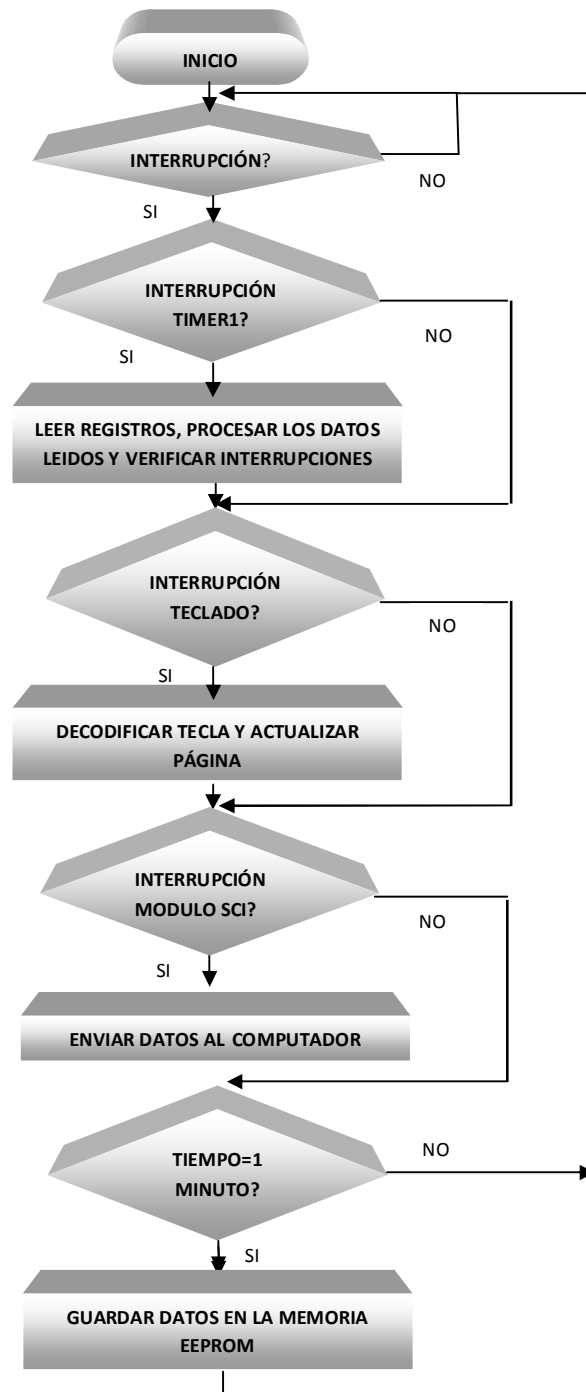 INICIO
INTERRUPCIÓN?
NO
SI
INTERRUPCIÓN
TIMER1?
NO
SI
LEER REGISTROS, PROCESAR LOS DATOS
LEIDOS Y VERIFICAR INTERRUPCIONES
INTERRUPCIÓN
TECLADO?
NO
SI
DECODIFICAR TECLA Y ACTUALIZAR
PÁGINA
INTERRUPCIÓN
MODULO SCI?
NO
SI
ENVIAR DATOS AL COMPUTADOR
TIEMPO=1
MINUTO?
NO
SI
GUARDAR DATOS EN LA MEMORIA
EEPROM